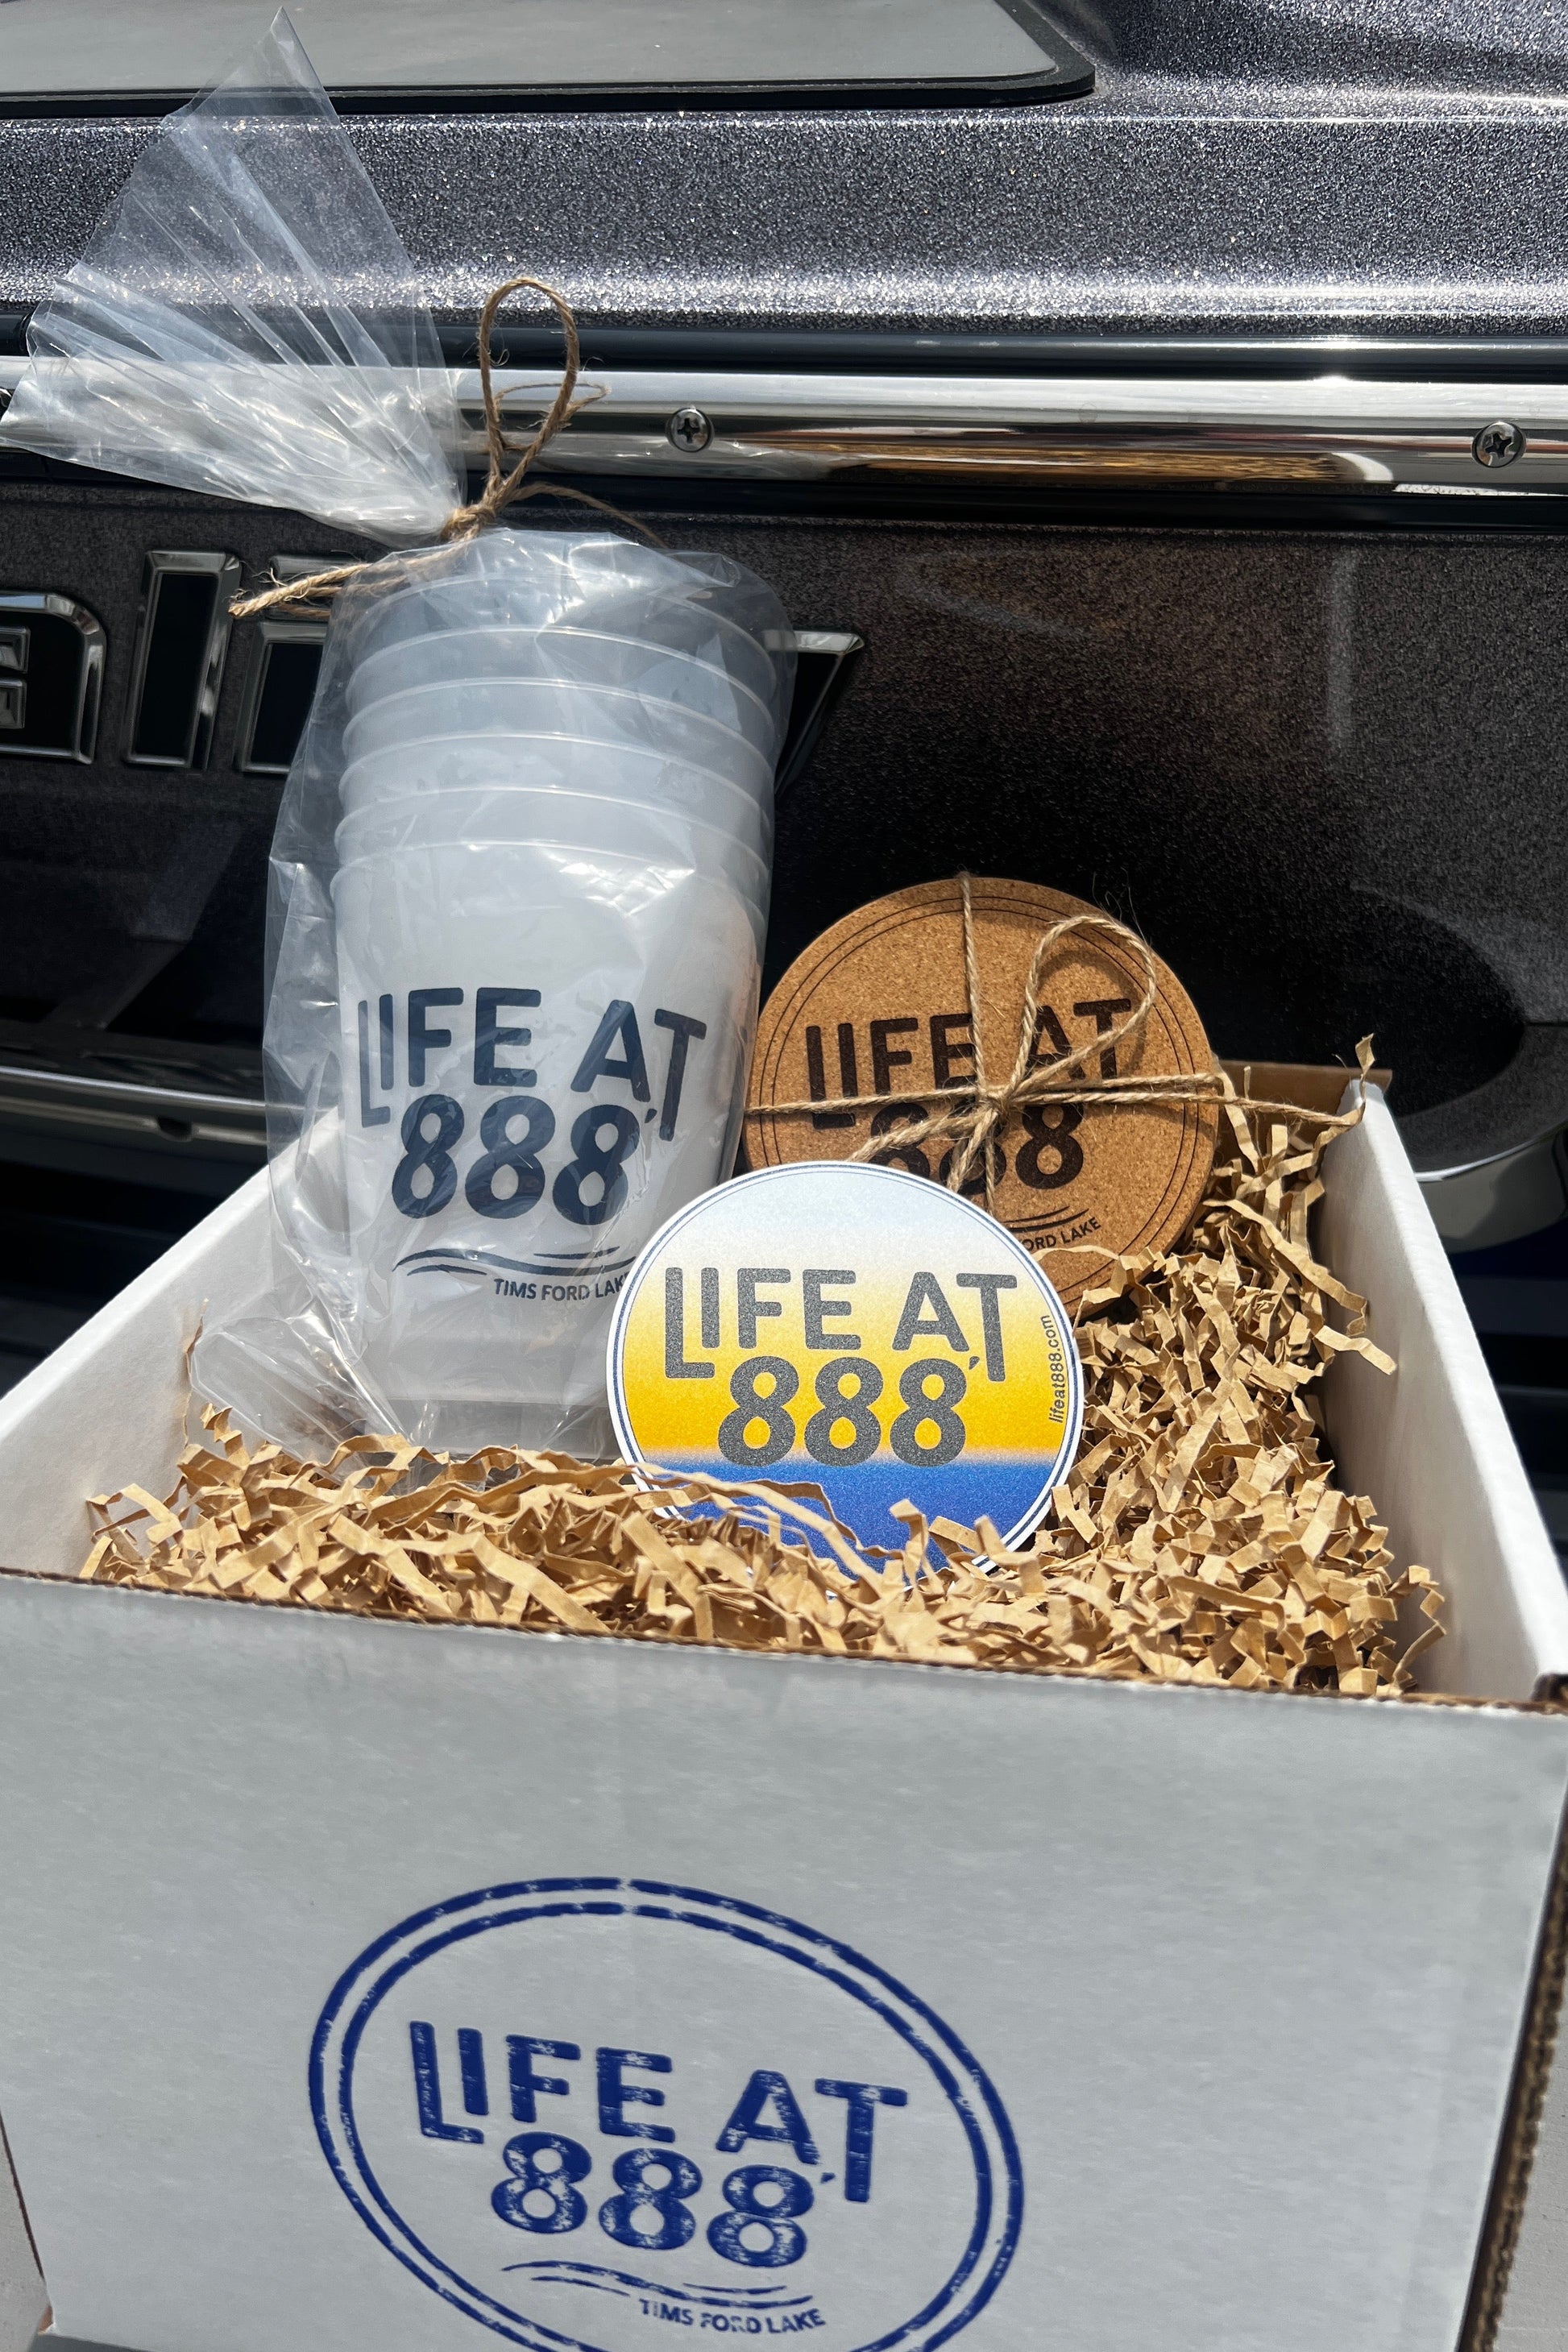 LIFE AT
888'
TIMS FORD LAKE
LIFE AT
888
ORD LAKE
LIFE AT
888'
lifeat888.com
LIFE AT
888'
TIMS FORD LAKE